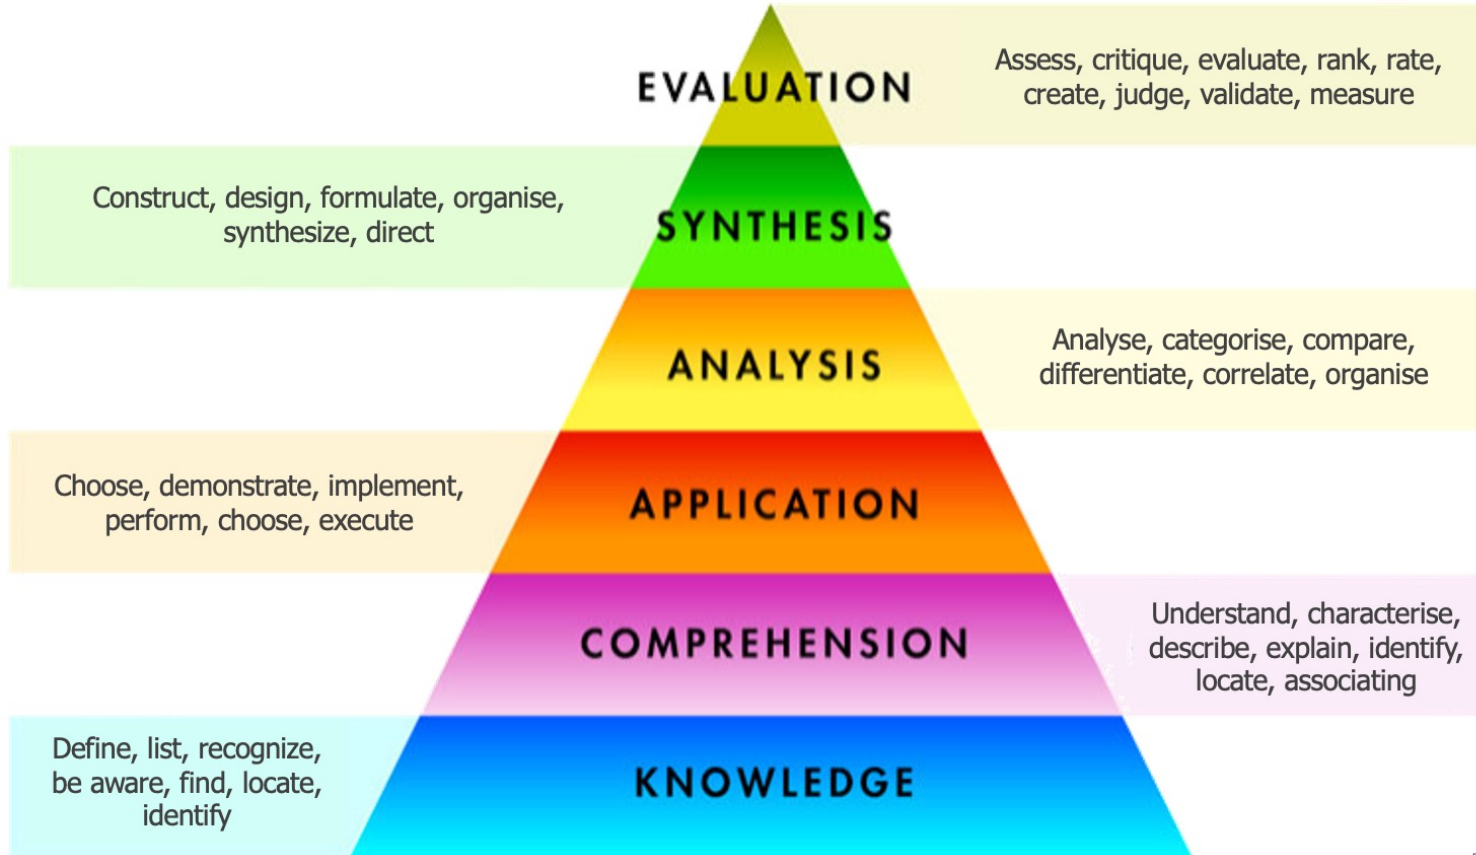 EVALUATION
Assess, critique, evaluate, rank, rate,
create, judge, validate, measure
Construct, design, formulate, organise,
synthesize, direct
SYNTHESIS
ANALYSIS
Analyse, categorise, compare,
differentiate, correlate, organise
Choose, demonstrate, implement,
perform, choose, execute
APPLICATION
COMPREHENSION
Understand, characterise,
describe, explain, identify,
locate, associating
Define, list, recognize,
be aware, find, locate,
identify
KNOWLEDGE